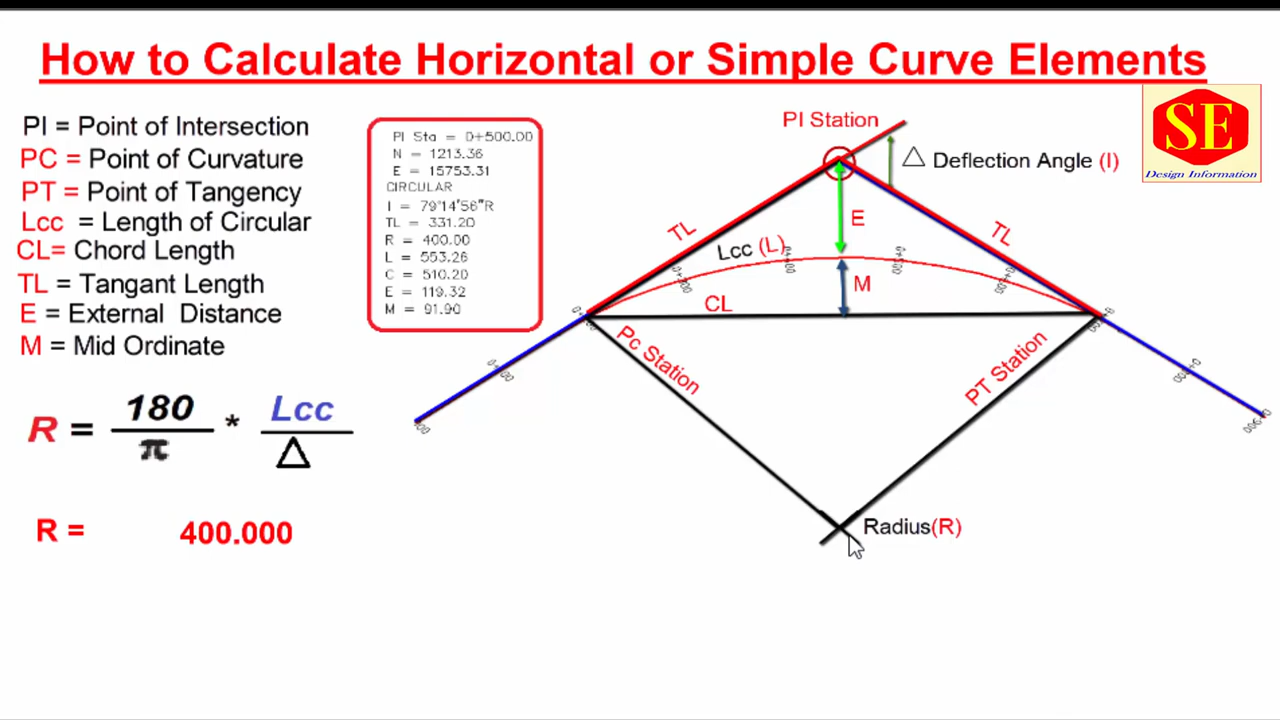 How to Calculate Horizontal or Simple Curve Elements
PI = Point of Intersection
PC = Point of Curvature
PT = Point of Tangency
Lcc = Length of Circular
CL= Chord Length
TL = Tangant Length
E = External Distance
M = Mid Ordinate
R = 180/π * Lcc/△
R = 400.000
PI Sta = 0+500.00
N = 1213.36
E = 15753.31
CIRCULAR
I = 79°14'56"R
TL = 331.20
R = 400.00
L = 553.26
C = 510.20
E = 119.32
M = 91.90
PI Station
△ Deflection Angle (I)
SE
Design Information
TL
E
TL
Lcc (L)
M
CL
Pc Station
PT Station
Radius(R)